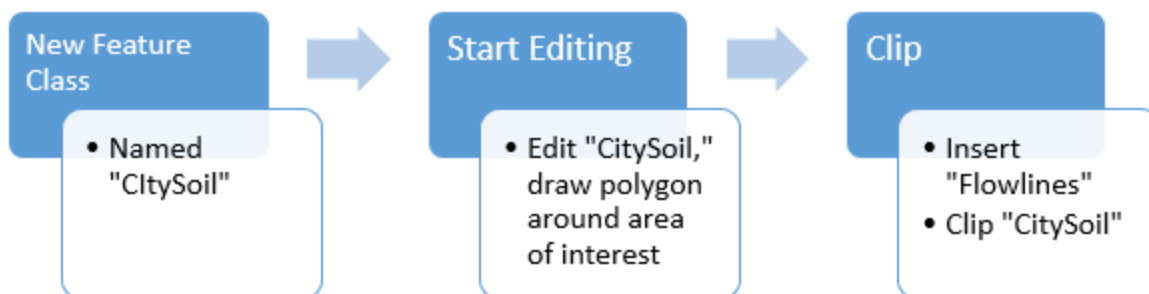 New Feature
Class
• Named
"CItySoil"
Start Editing
• Edit "CitySoil,"
draw polygon
around area
of interest
Clip
• Insert
"Flowlines"
• Clip "CitySoil"